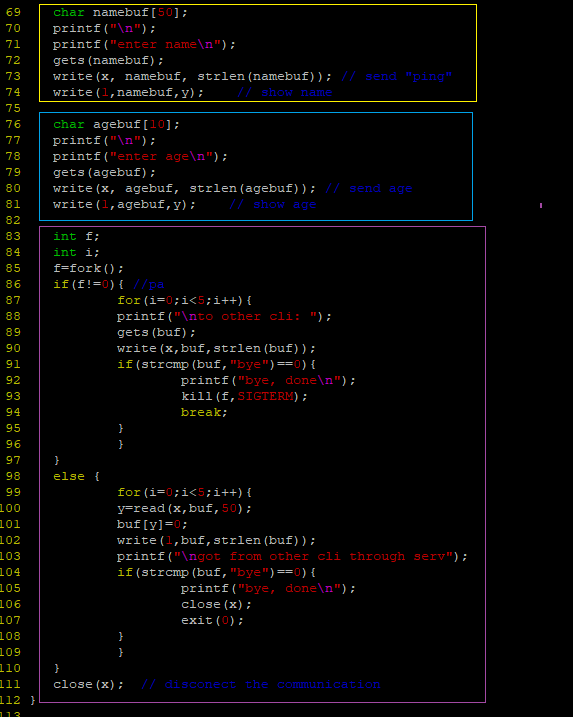 69 char namebuf[50];
70 printf("\n");
71 printf("enter name\n");
72 gets(namebuf);
73 write(x, namebuf, strlen(namebuf)); // send "ping"
74 write(1,namebuf,y);    // show name
75
76 char agebuf[10];
77 printf("\n");
78 printf("enter age\n");
79 gets(agebuf);
80 write(x, agebuf, strlen(agebuf)); // send age
81 write(1,agebuf,y);    // show age
82
83 int f;
84 int i;
85 f=fork();
86 if(f!=0){ //pa
87         for(i=0;i<5;i++){
88         printf("\nto other cli: ");
89         gets(buf);
90         write(x,buf,strlen(buf));
91         if(strcmp(buf,"bye")==0){
92                 printf("bye, done\n");
93                 kill(f,SIGTERM);
94                 break;
95         }
96         }
97 }
98 else {
99         for(i=0;i<5;i++){
100         y=read(x,buf,50);
101         buf[y]=0;
102         write(1,buf,strlen(buf));
103         printf("\ngot from other cli through serv");
104         if(strcmp(buf,"bye")==0){
105                 printf("bye, done\n");
106                 close(x);
107                 exit(0);
108         }
109         }
110 }
111 close(x);  // disconect the communication
112 }
113